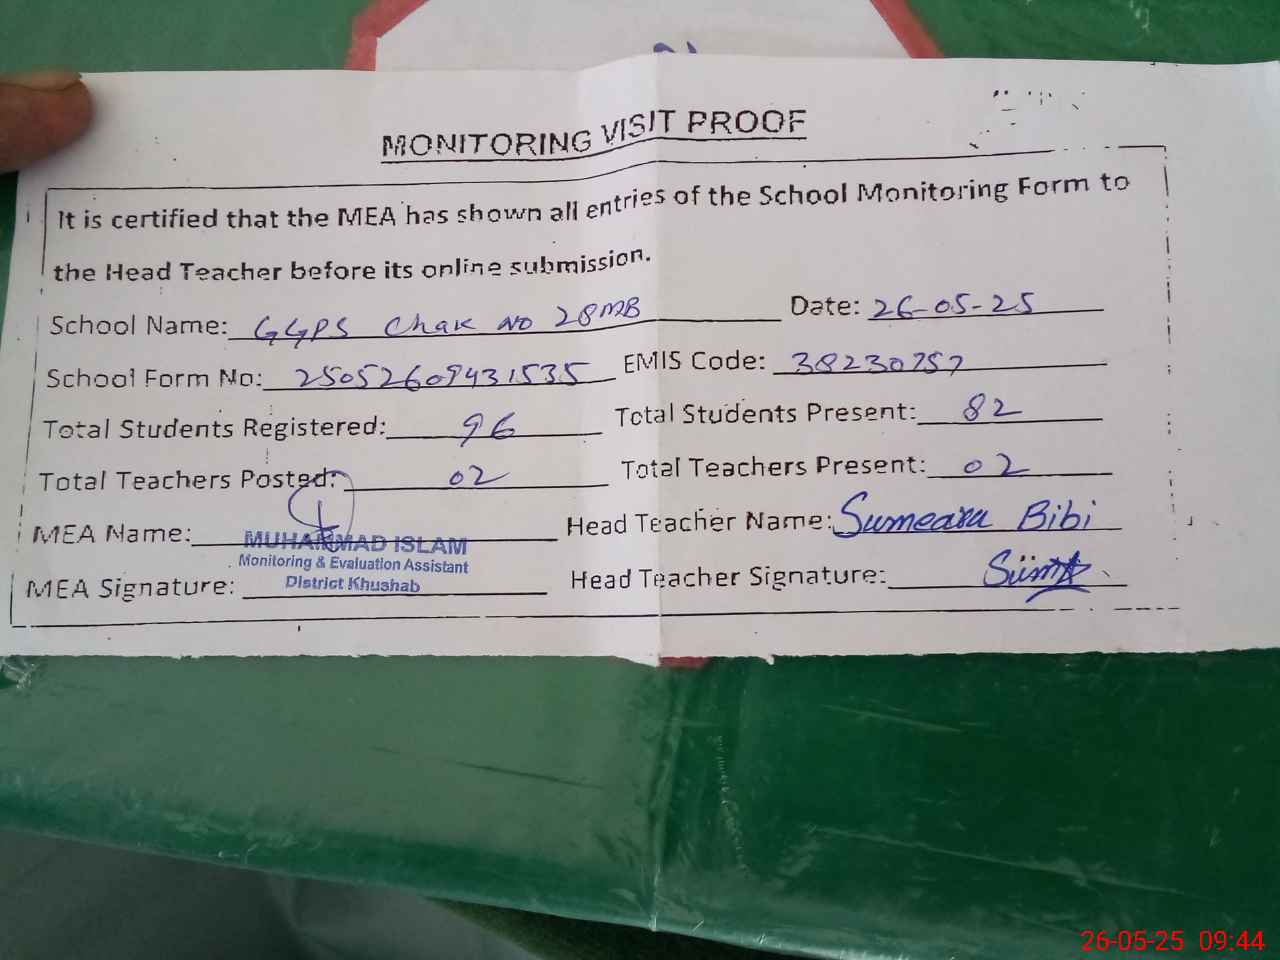 MONITORING VISIT PROOF
It is certified that the MEA has shown all entries of the School Monitoring Form to
the Head Teacher before its online submission.
School Name: GGPS Chak no 28MB Date: 26-05-25
School Form No: 25052609431535 EMIS Code: 38230757
Total Students Registered: 96 Total Students Present: 82
Total Teachers Posted: 02 Total Teachers Present: 02
MEA Name: Head Teacher Name: Sumeara Bibi
MUHAMMAD ISLAM
Monitoring & Evaluation Assistant
District Khushab
MEA Signature: Head Teacher Signature:
26-05-25 09:44